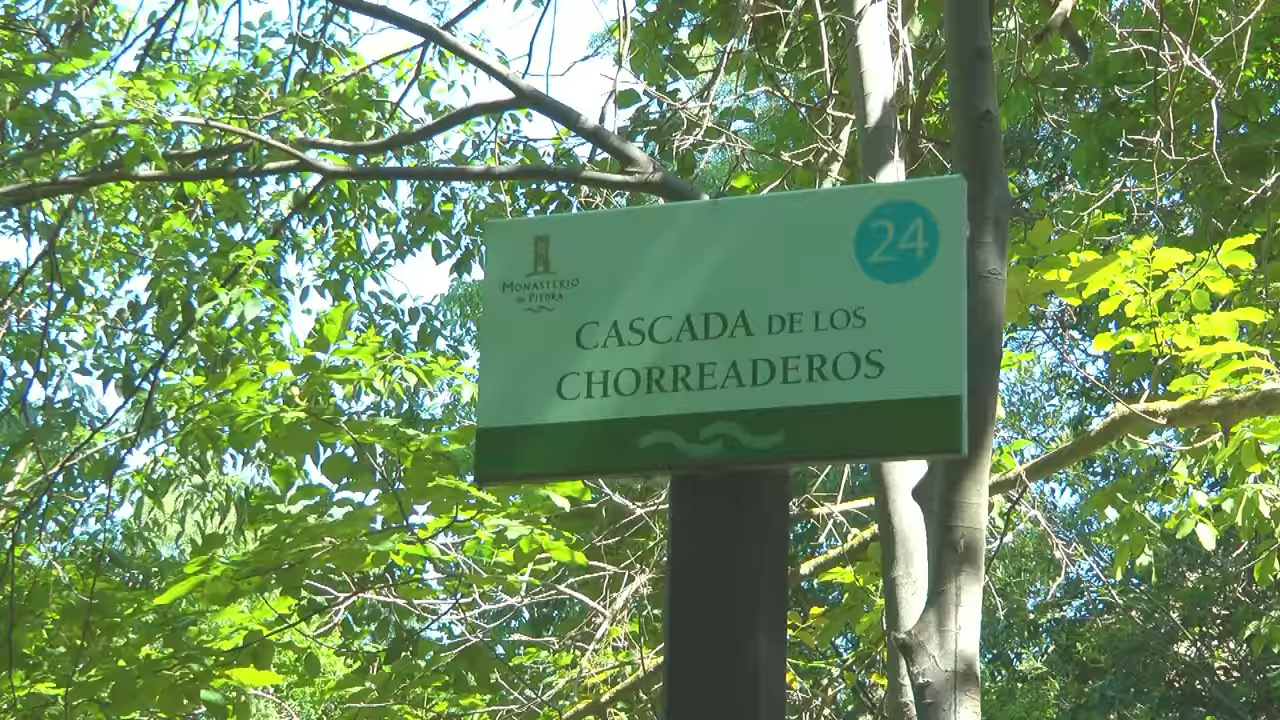 24
MONASTERIO
DE PIEDRA
CASCADA DE LOS
CHORREADEROS